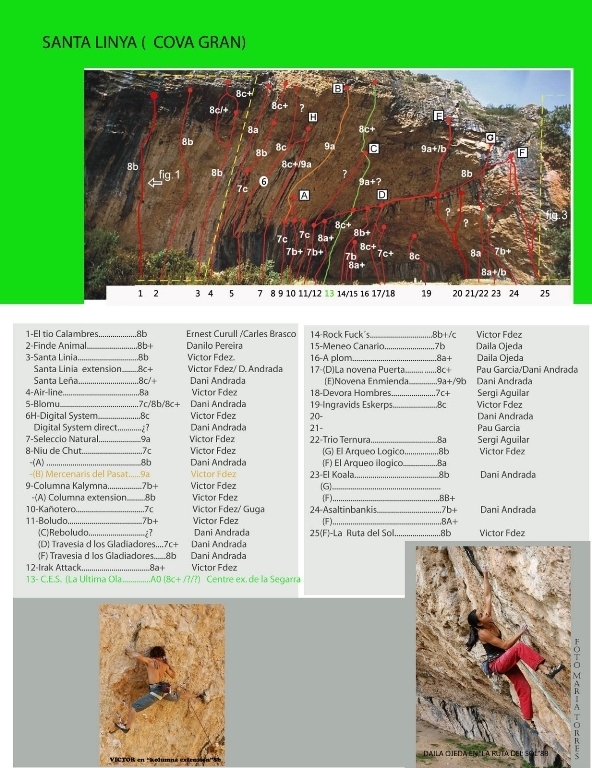 SANTA LINYA ( COVA GRAN)
8c+
8c+
?
B
8c/+
H
8a
8c+
E
8b
8b
8c
9a
C
9a+/b
G
F
8b
8c+/9a
8b
fig.1
8b
6
7c
?
9a+?
8b
A
D
fig.3
7c
7c
8a+
8c+
8b+
?
?
7b+
7b+
7b
8c+
7c+
8c
8a
7b+
8a+
8a+/b
1 2 3 4 5 7 8 9 10 11/12 13 14/15 16 17/18 19 20 21/22 23 24 25
1-El tio Calambres..................8b Ernest Curull /Carles Brasco
2-Finde Animal......................8b+ Danilo Pereira
3-Santa Linia........................8b Victor Fdez.
Santa Linia extension.......8c+ Victor Fdez/ D. Andrada
Santa Leña......................8c/+ Dani Andrada
4-Air-line................................8a Victor Fdez
5-Blomu.......................7c/8b/8c+ Dani Andrada
6H-Digital System....................8c Victor Fdez
Digital System direct..........¿? Dani Andrada
7-Seleccio Natural....................9a Victor Fdez
8-Niu de Chut..........................7c Victor Fdez
-(A) .....................................8b Dani Andrada
-(B) Mercenaris del Pasat......9a Victor Fdez
9-Columna Kalymna................7b+ Victor Fdez
-(A) Columna extension.........8b Victor Fdez
10-Kañotero............................7c Victor Fdez/ Guga
11-Boludo..............................7b+ Victor Fdez
(C)Reboludo.......................¿? Dani Andrada
(D) Travesia d los Gladiadores....7c+ Dani Andrada
(F) Travesia d los Gladiadores.....8b Dani Andrada
12-Irak Attack.........................8a+ Victor Fdez
13- C.E.S. (La Ultima Ola.............A0 (8c+ /?/?) Centre ex. de la Segarra
14-Rock Fuck´s.......................8b+/c Victor Fdez
15-Meneo Canario....................7b Daila Ojeda
16-A plom...............................8a+ Daila Ojeda
17-(D)La novena Puerta............8c+ Pau Garcia/Dani Andrada
(E)Novena Enmienda..........9a+/9b Dani Andrada
18-Devora Hombres.................7c+ Sergi Aguilar
19-Ingravids Eskerps................8c Victor Fdez
20- Dani Andrada
21- Pau Garcia
22-Trio Ternura.......................8a Sergi Aguilar
(G) El Arqueo Logico...........8b Victor Fdez
(F) El Arqueo ilogico...........8a
23-El Koala.............................8b Dani Andrada
(G)......................................
(F)......................................8B+
24-Asaltinbankis.....................7b+ Dani Andrada
(F)......................................8A+
25(F)-La Ruta del Sol...............8b Victor Fdez
VICTOR en "kolumna extensión"8b
DAILA OJEDA EN LA RUTA DEL SOL 8B
FOTO MARIA TORRES